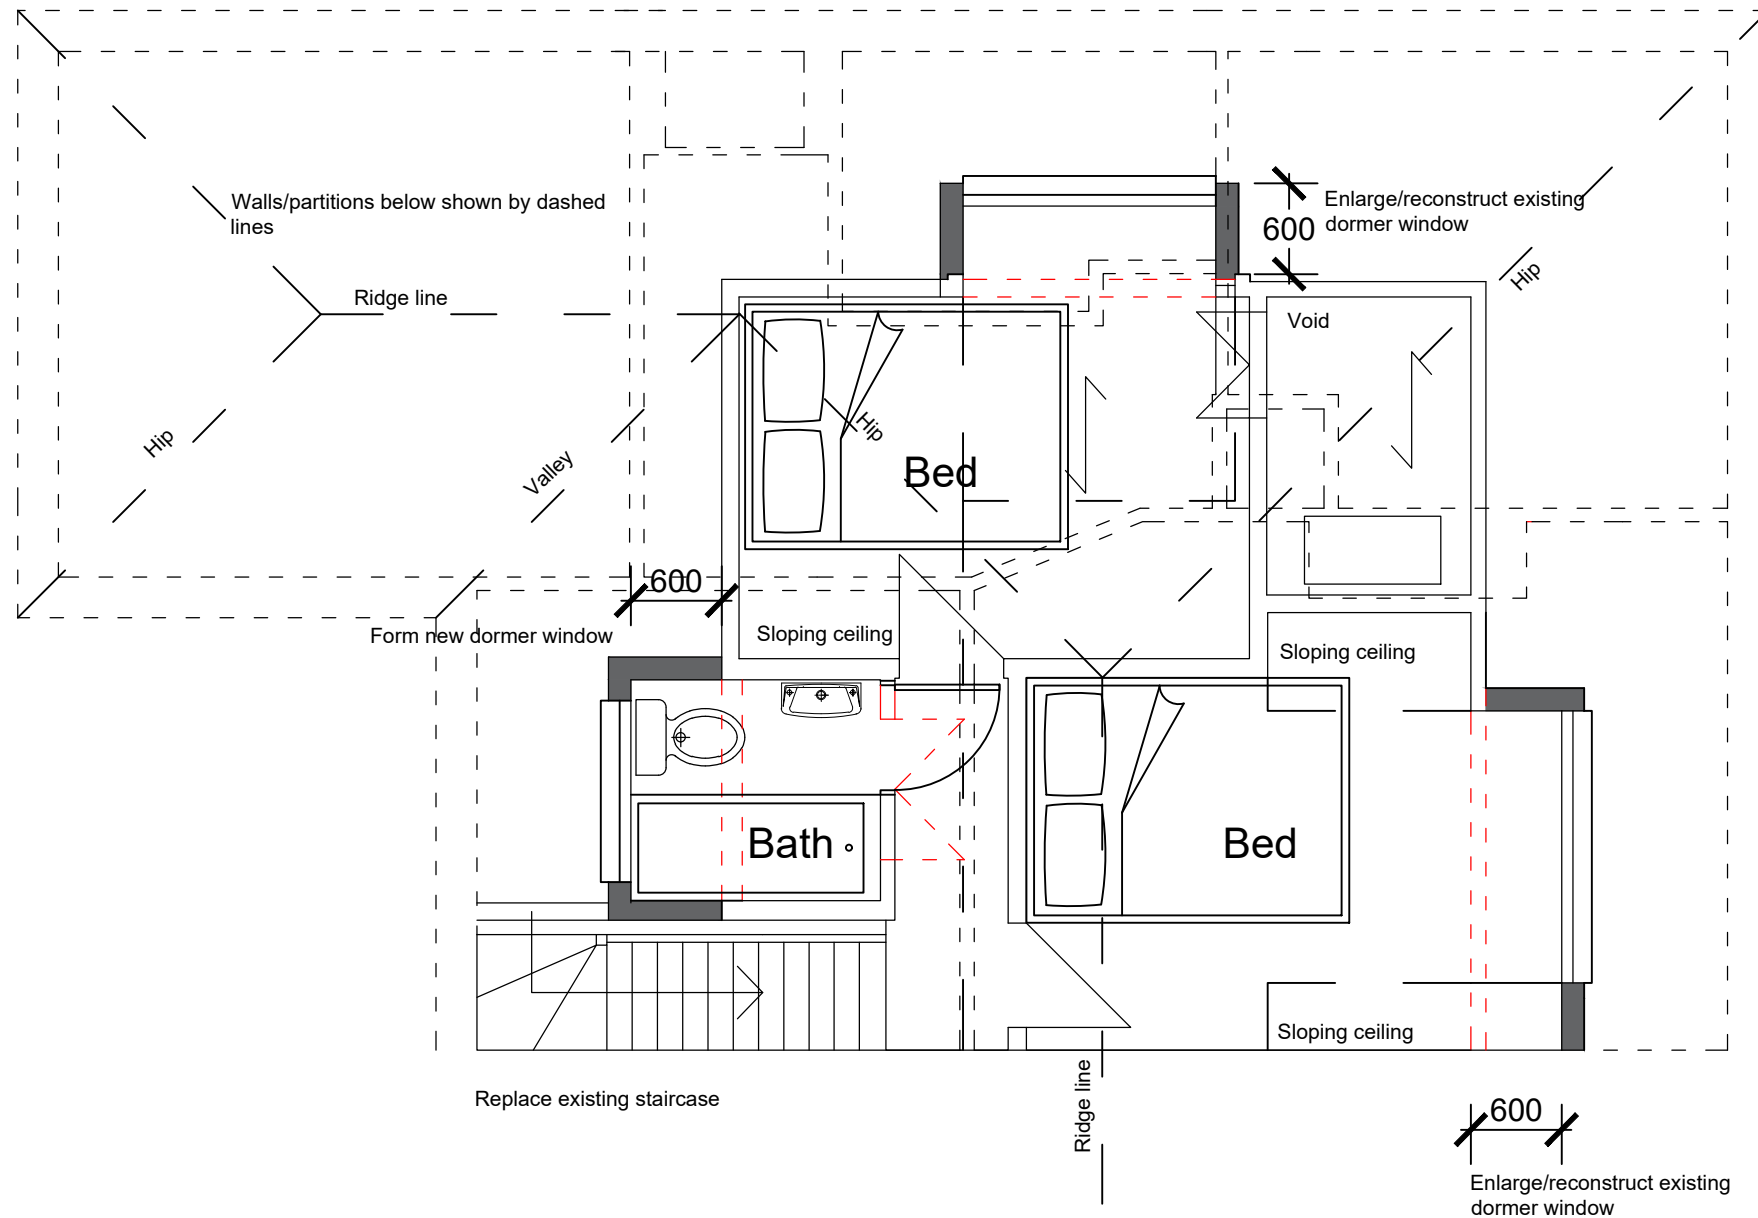 Walls/partitions below shown by dashed
lines
Enlarge/reconstruct existing
dormer window
600
Hip
Ridge line
Void
Hip
Hip
Valley
Bed
600
Form new dormer window
Sloping ceiling
Sloping ceiling
Bath
Bed
Sloping ceiling
Replace existing staircase
Ridge line
600
Enlarge/reconstruct existing
dormer window